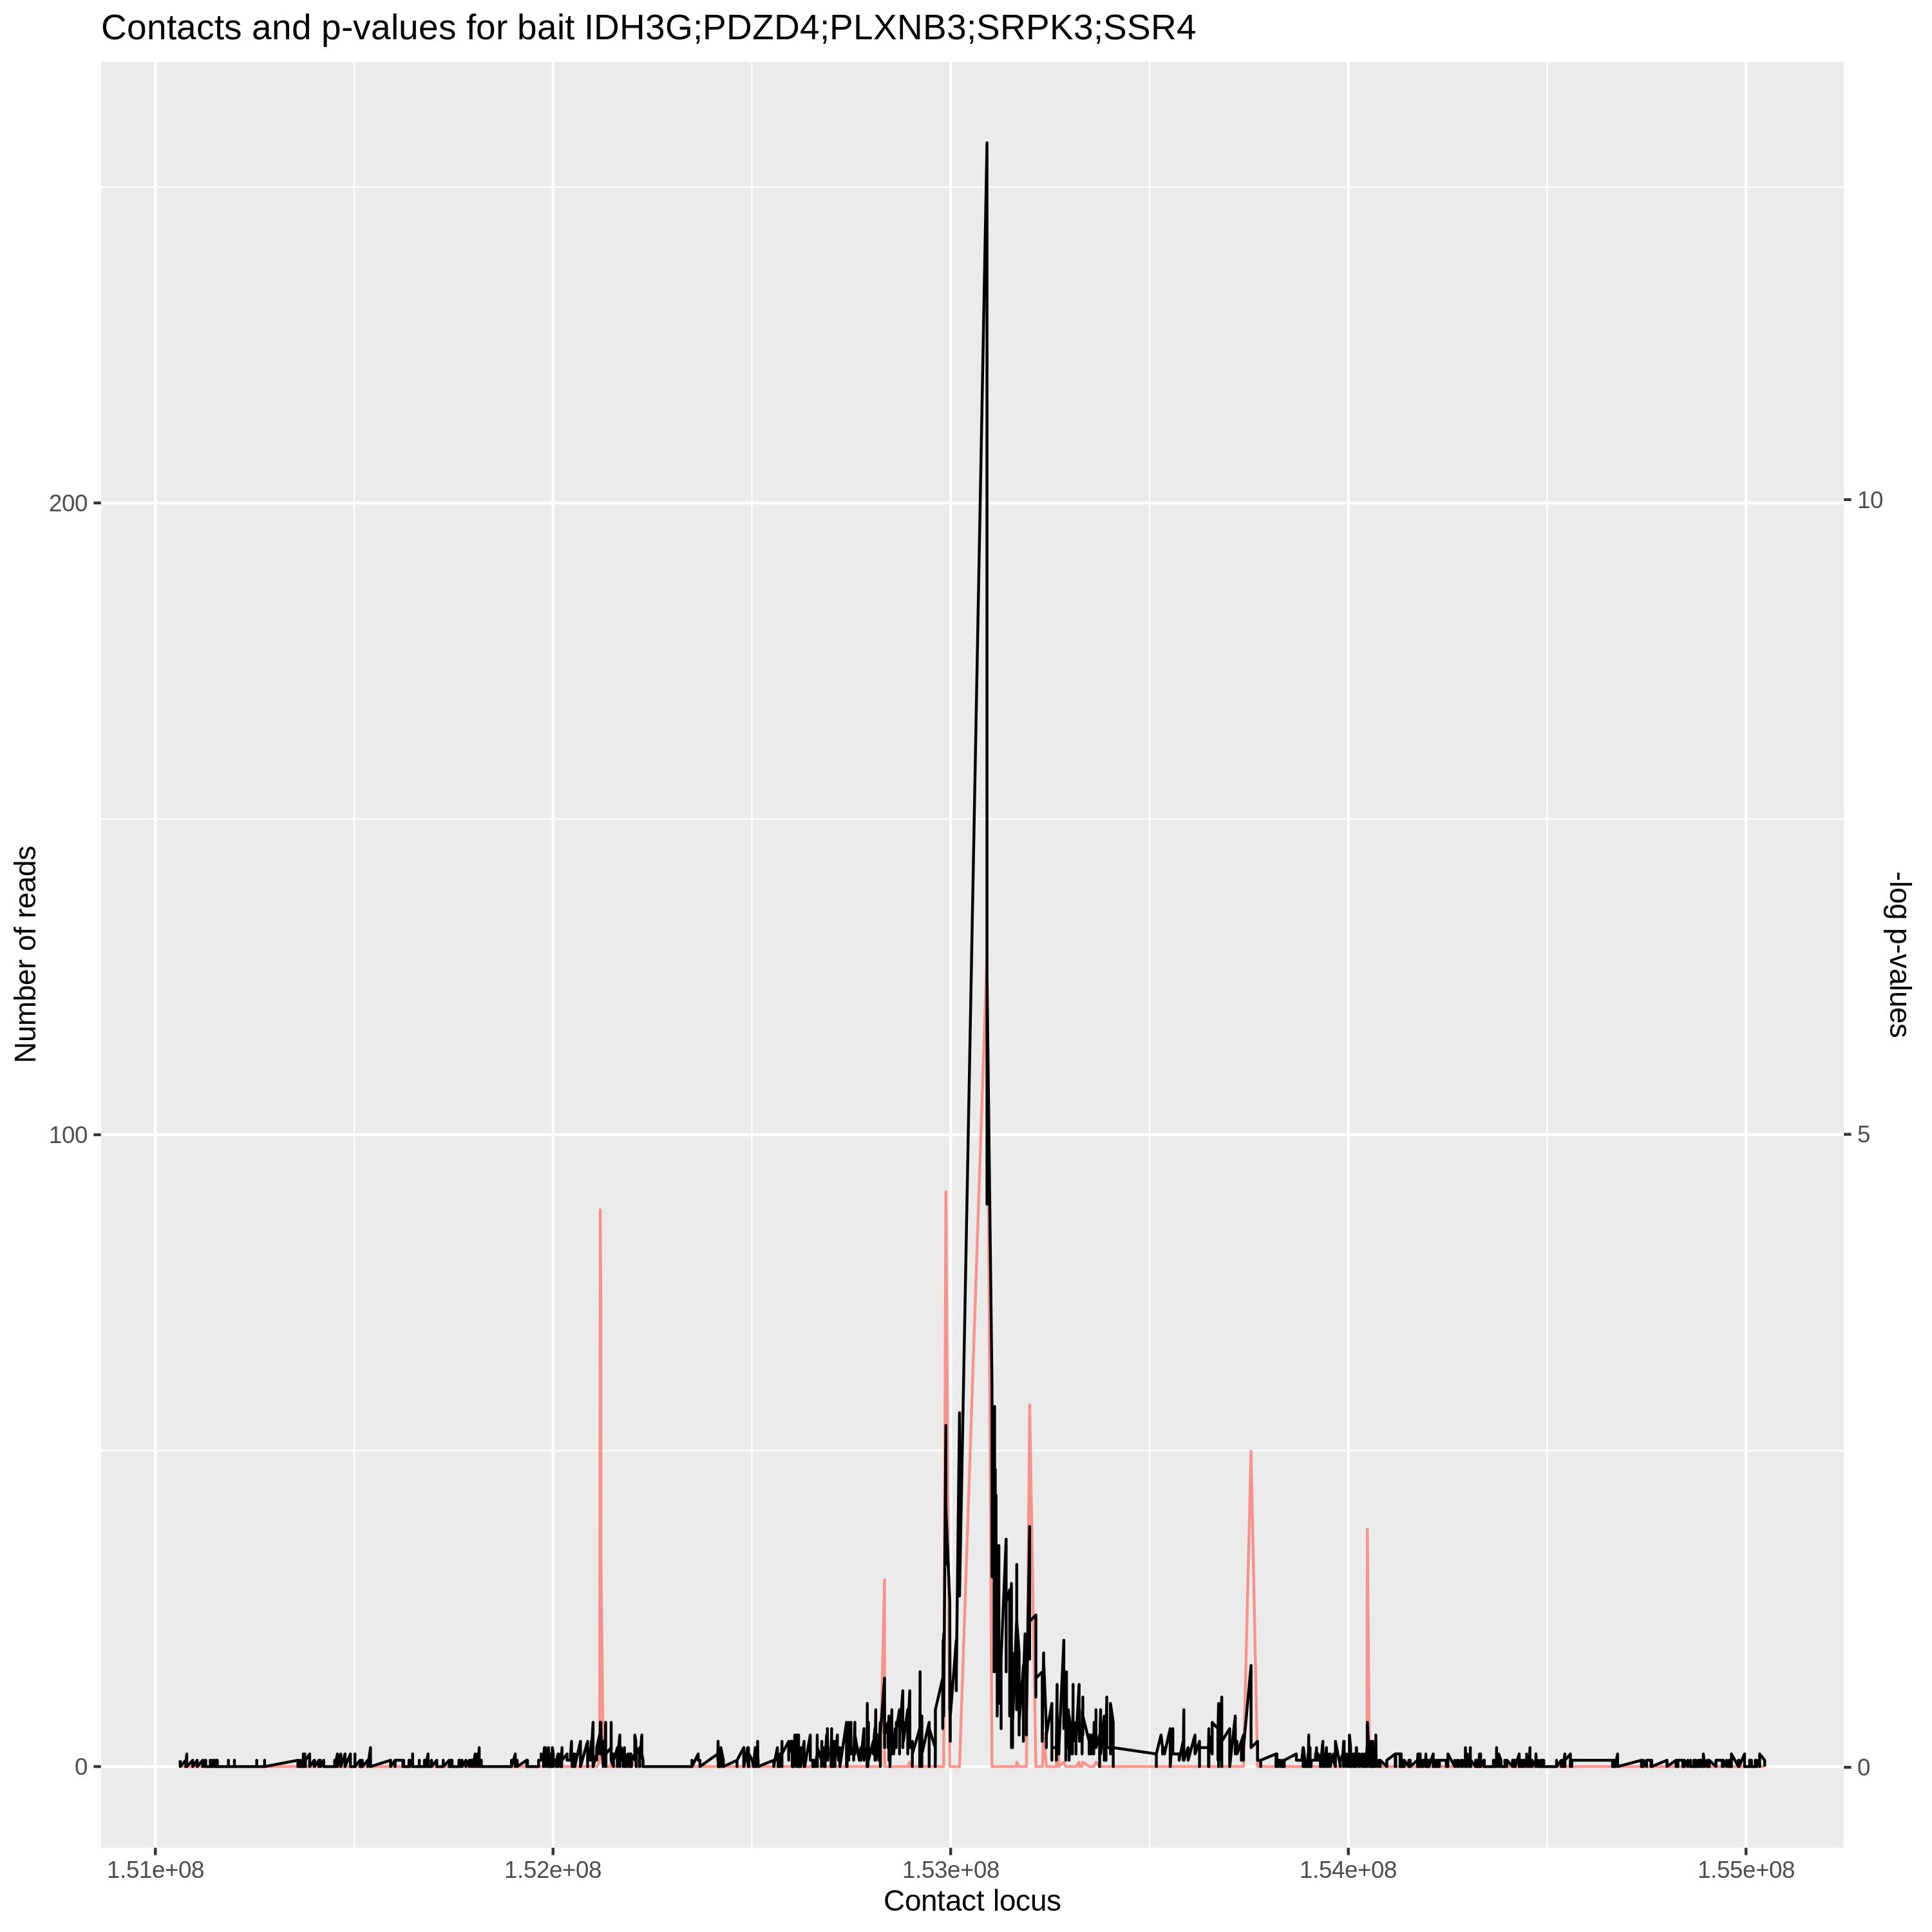 Contacts and p-values for bait IDH3G;PDZD4;PLXNB3;SRPK3;SSR4
Number of reads
200
100
0
10
5
0
-log p-values
1.51e+08
1.52e+08
1.53e+08
1.54e+08
1.55e+08
Contact locus